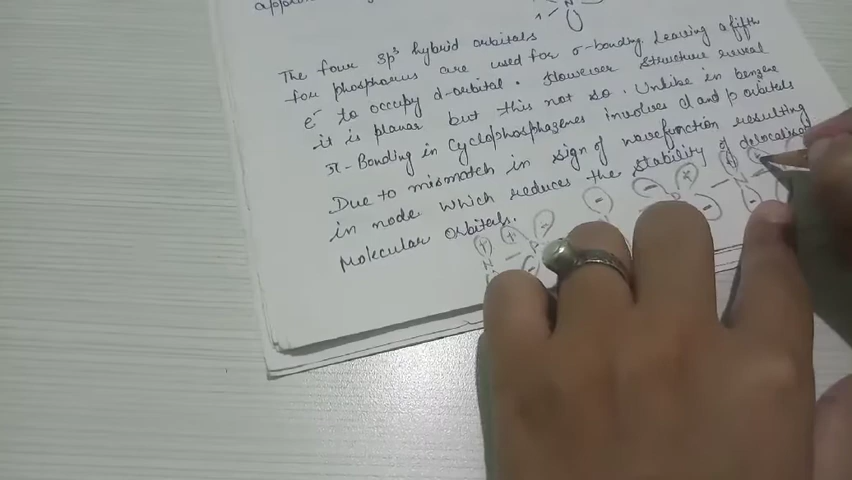 The four sp³ hybrid orbitals
for phosphorus are used for σ-bonding leaving a fifth
e⁻ to occupy d-orbital. However structure reveal
it is planar but this not so. Unlike in benzene
π-Bonding in cyclophosphazenes involves d and p orbitals
Due to mismatch in sign of wavefunction resulting
in node which reduces the stability of delocalised
Molecular orbitals.